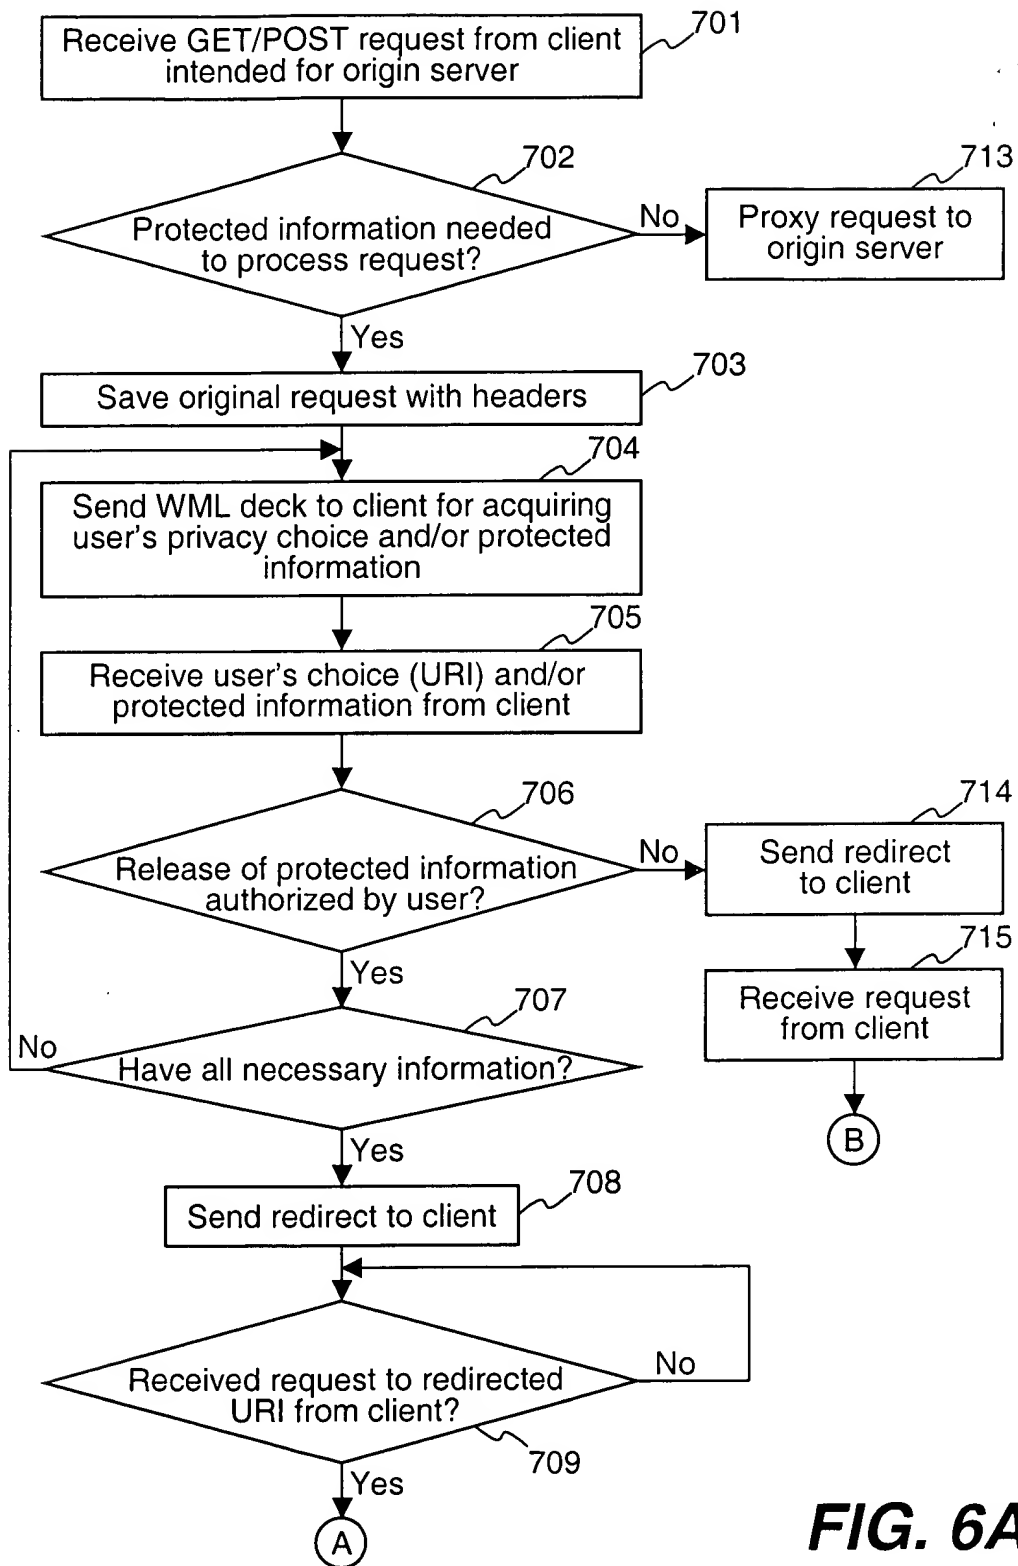 Receive GET/POST request from client
intended for origin server
701
702
Protected information needed
to process request?
No
713
Proxy request to
origin server
Yes
703
Save original request with headers
704
Send WML deck to client for acquiring
user's privacy choice and/or protected
information
705
Receive user's choice (URI) and/or
protected information from client
706
Release of protected information
authorized by user?
No
714
Send redirect
to client
715
Receive request
from client
B
Yes
707
No
Have all necessary information?
Yes
708
Send redirect to client
Received request to redirected
URI from client?
No
709
Yes
A
FIG. 6A